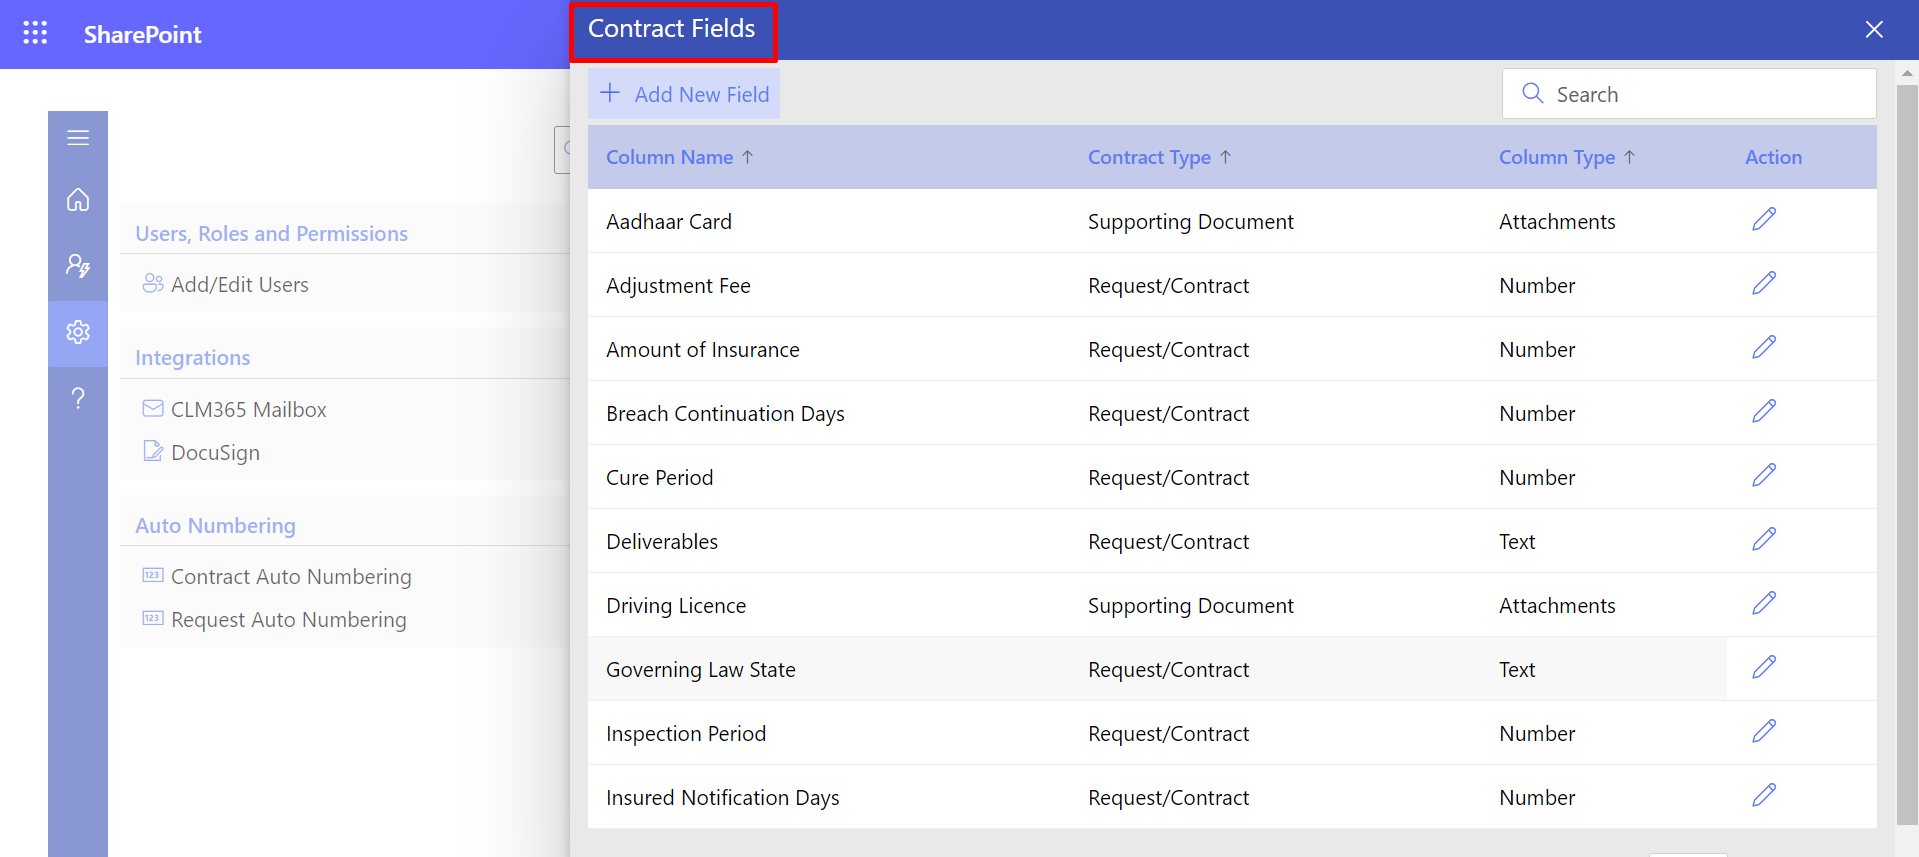 SharePoint
Contract Fields
Add New Field
Search
Column Name ↑ Contract Type ↑ Column Type ↑ Action
Aadhaar Card Supporting Document Attachments
Adjustment Fee Request/Contract Number
Amount of Insurance Request/Contract Number
Breach Continuation Days Request/Contract Number
Cure Period Request/Contract Number
Deliverables Request/Contract Text
Driving Licence Supporting Document Attachments
Governing Law State Request/Contract Text
Inspection Period Request/Contract Number
Insured Notification Days Request/Contract Number
Users, Roles and Permissions
Add/Edit Users
Integrations
CLM365 Mailbox
DocuSign
Auto Numbering
123 Contract Auto Numbering
123 Request Auto Numbering